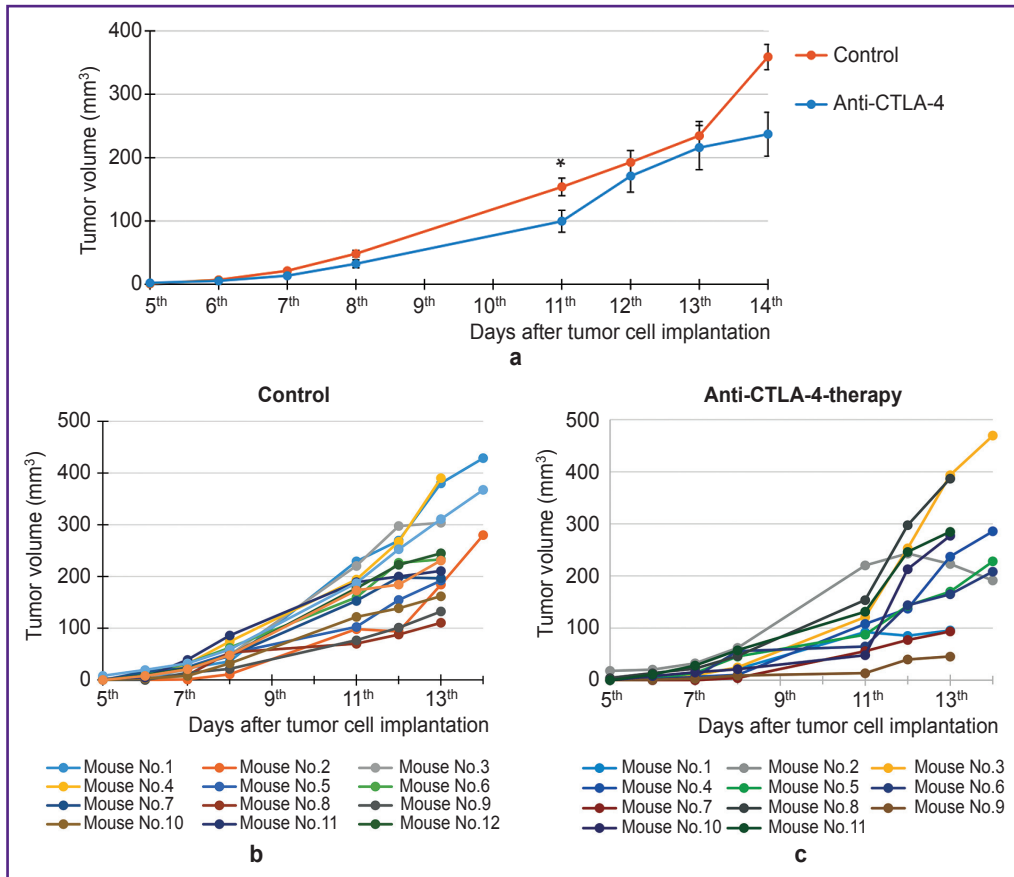 400
300
200
100
0
Tumor volume (mm³)
Control
Anti-CTLA-4
*
5th 6th 7th 8th 9th 10th 11th 12th 13th 14th
Days after tumor cell implantation
a
Control
500
400
300
200
100
0
Tumor volume (mm³)
5th 7th 9th 11th 13th
Days after tumor cell implantation
Mouse No.1 Mouse No.2 Mouse No.3
Mouse No.4 Mouse No.5 Mouse No.6
Mouse No.7 Mouse No.8 Mouse No.9
Mouse No.10 Mouse No.11 Mouse No.12
b
Anti-CTLA-4-therapy
500
400
300
200
100
0
Tumor volume (mm³)
5th 7th 9th 11th 13th
Days after tumor cell implantation
Mouse No.1 Mouse No.2 Mouse No.3
Mouse No.4 Mouse No.5 Mouse No.6
Mouse No.7 Mouse No.8 Mouse No.9
Mouse No.10 Mouse No.11
c